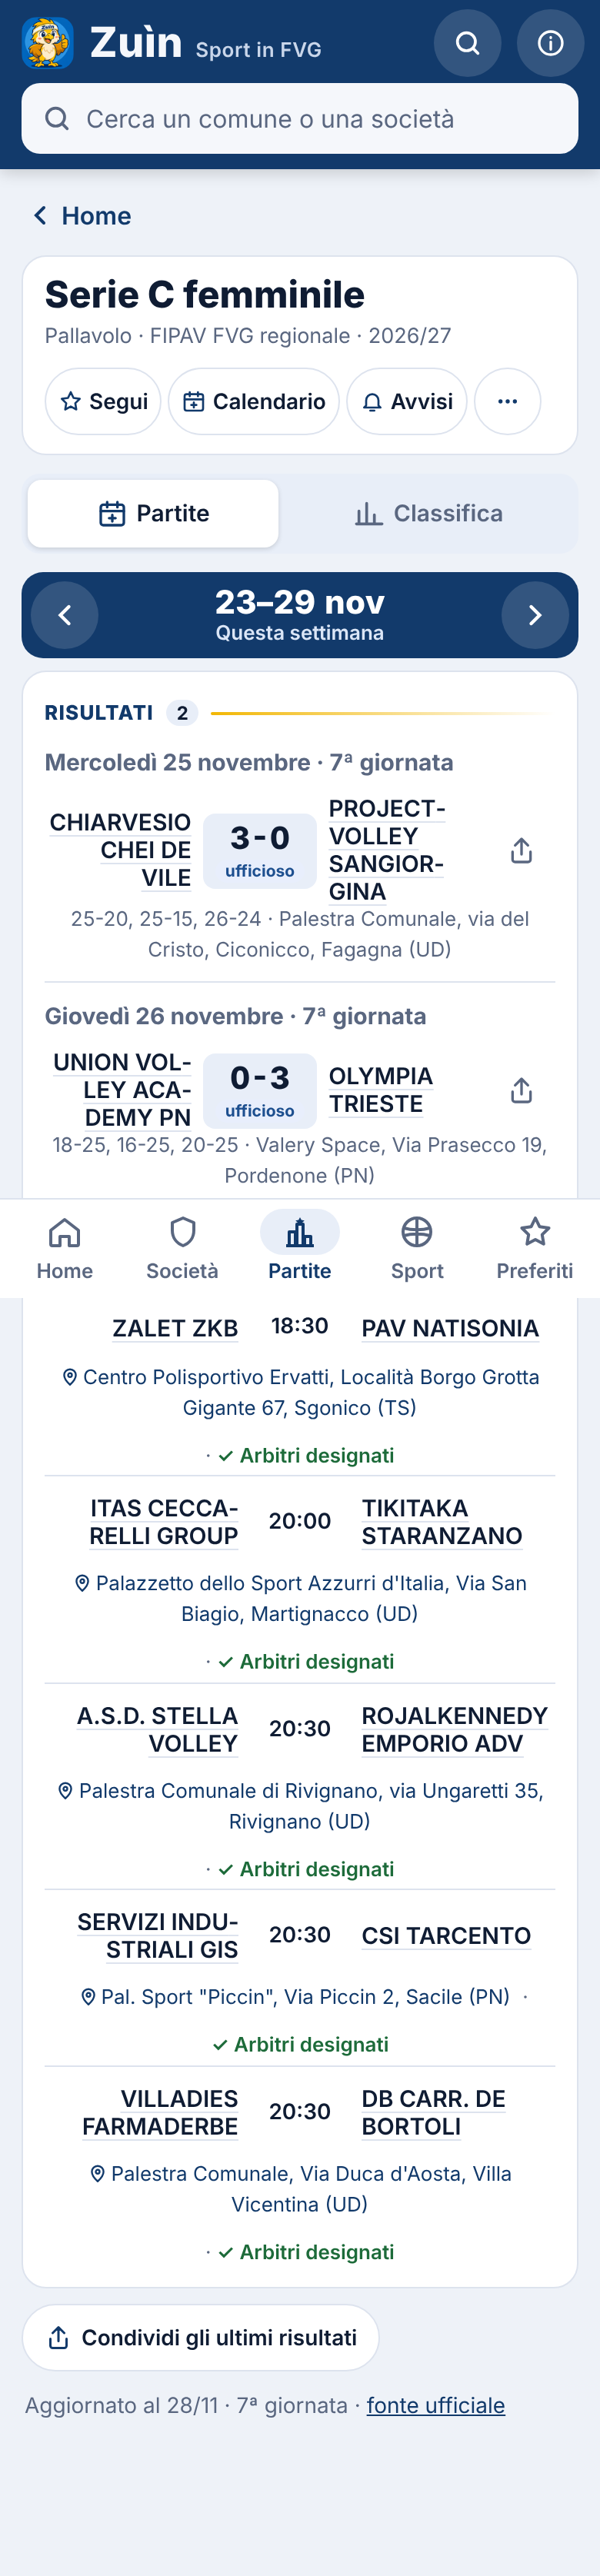 Zuìn Sport in FVG
Cerca un comune o una società
Home
Serie C femminile
Pallavolo · FIPAV FVG regionale · 2026/27
Segui
Calendario
Avvisi
Partite
Classifica
23–29 nov
Questa settimana
RISULTATI 2
Mercoledì 25 novembre · 7ª giornata
CHIARVESIO
CHEI DE
VILE
3-0
ufficioso
PROJECT-
VOLLEY
SANGIOR-
GINA
25-20, 25-15, 26-24 · Palestra Comunale, via del
Cristo, Ciconicco, Fagagna (UD)
Giovedì 26 novembre · 7ª giornata
UNION VOL-
LEY ACA-
DEMY PN
0-3
ufficioso
OLYMPIA
TRIESTE
18-25, 16-25, 20-25 · Valery Space, Via Prasecco 19,
Pordenone (PN)
Home
Società
Partite
Sport
Preferiti
ZALET ZKB
18:30
PAV NATISONIA
Centro Polisportivo Ervatti, Località Borgo Grotta
Gigante 67, Sgonico (TS)
· ✓ Arbitri designati
ITAS CECCA-
RELLI GROUP
20:00
TIKITAKA
STARANZANO
Palazzetto dello Sport Azzurri d'Italia, Via San
Biagio, Martignacco (UD)
· ✓ Arbitri designati
A.S.D. STELLA
VOLLEY
20:30
ROJALKENNEDY
EMPORIO ADV
Palestra Comunale di Rivignano, via Ungaretti 35,
Rivignano (UD)
· ✓ Arbitri designati
SERVIZI INDU-
STRIALI GIS
20:30
CSI TARCENTO
Pal. Sport "Piccin", Via Piccin 2, Sacile (PN) ·
✓ Arbitri designati
VILLADIES
FARMADERBE
20:30
DB CARR. DE
BORTOLI
Palestra Comunale, Via Duca d'Aosta, Villa
Vicentina (UD)
· ✓ Arbitri designati
Condividi gli ultimi risultati
Aggiornato al 28/11 · 7ª giornata · fonte ufficiale